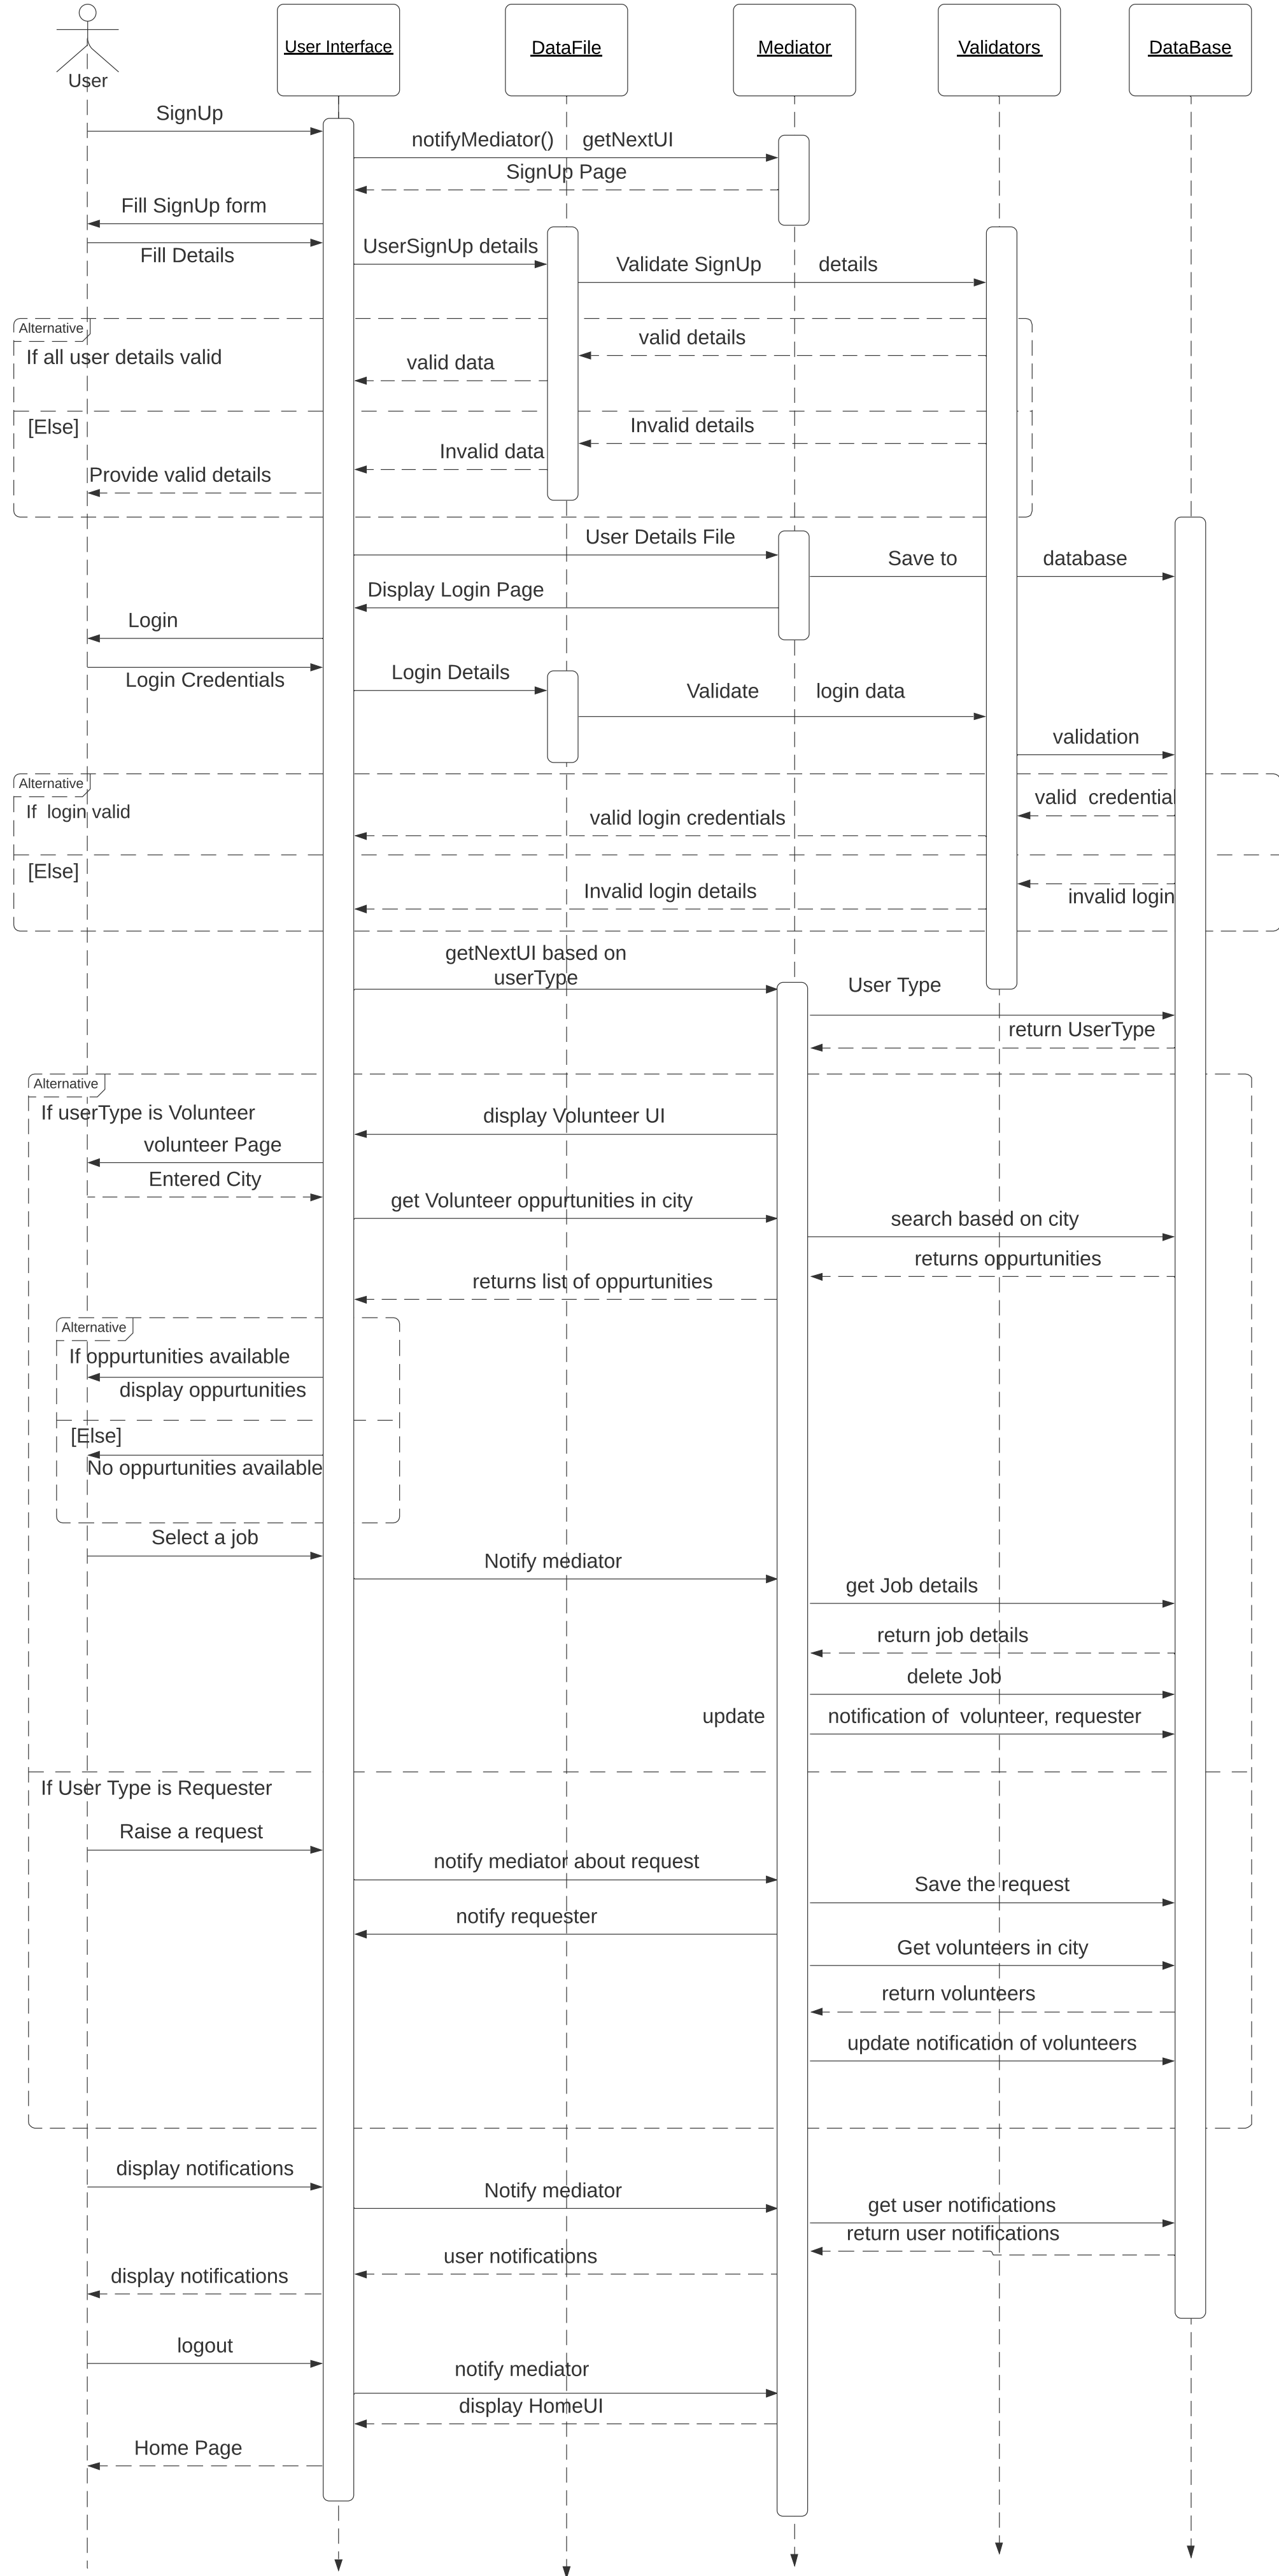 User
User Interface
DataFile
Mediator
Validators
DataBase
SignUp
notifyMediator() getNextUI
SignUp Page
Fill SignUp form
Fill Details
UserSignUp details
Validate SignUp details
Alternative
If all user details valid
valid details
valid data
[Else]
Invalid details
Invalid data
Provide valid details
User Details File
Save to database
Display Login Page
Login
Login Credentials
Login Details
Validate login data
validation
Alternative
If login valid
valid credential
valid login credentials
[Else]
invalid login
Invalid login details
getNextUI based on
userType
User Type
return UserType
Alternative
If userType is Volunteer
display Volunteer UI
volunteer Page
Entered City
get Volunteer oppurtunities in city
search based on city
returns oppurtunities
returns list of oppurtunities
Alternative
If oppurtunities available
display oppurtunities
[Else]
No oppurtunities available
Select a job
Notify mediator
get Job details
return job details
delete Job
update notification of volunteer, requester
If User Type is Requester
Raise a request
notify mediator about request
Save the request
notify requester
Get volunteers in city
return volunteers
update notification of volunteers
display notifications
Notify mediator
get user notifications
return user notifications
user notifications
display notifications
logout
notify mediator
display HomeUI
Home Page